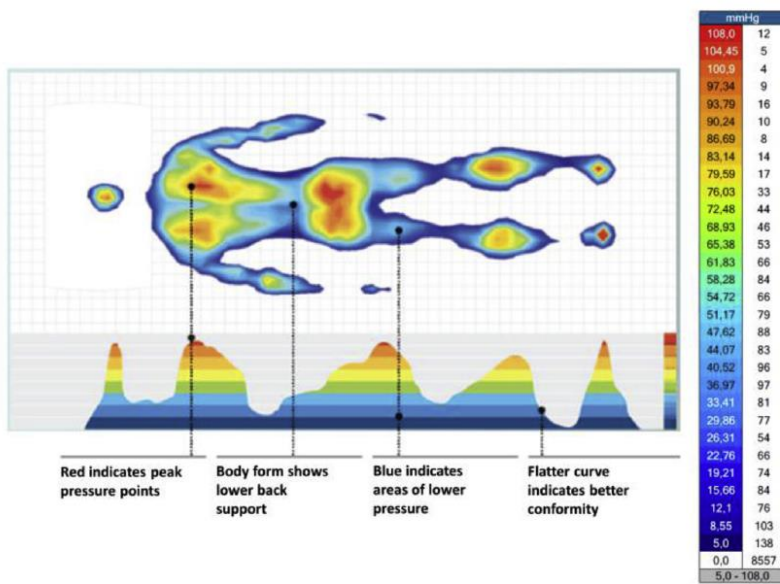 mmHg
108,0 12
104,45 5
100,9 4
97,34 9
93,79 16
90,24 10
86,69 8
83,14 14
79,59 17
76,03 33
72,48 44
68,93 46
65,38 53
61,83 66
58,28 84
54,72 66
51,17 79
47,62 88
44,07 83
40,52 96
36,97 97
33,41 81
29,86 77
26,31 54
22,76 66
19,21 74
15,66 84
12,1 76
8,55 103
5,0 138
0,0 8557
5,0 - 108,0
Red indicates peak
pressure points
Body form shows
lower back
support
Blue indicates
areas of lower
pressure
Flatter curve
indicates better
conformity